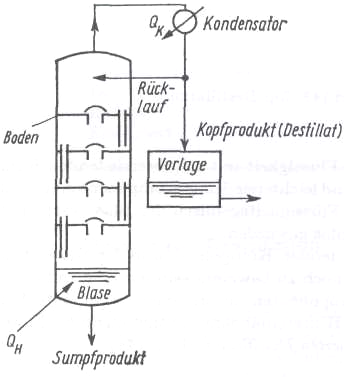 Q_K
Kondensator
Rück-
lauf
Boden
Kopfprodukt (Destillat)
Vorlage
Blase
Q_H
Sumpfprodukt